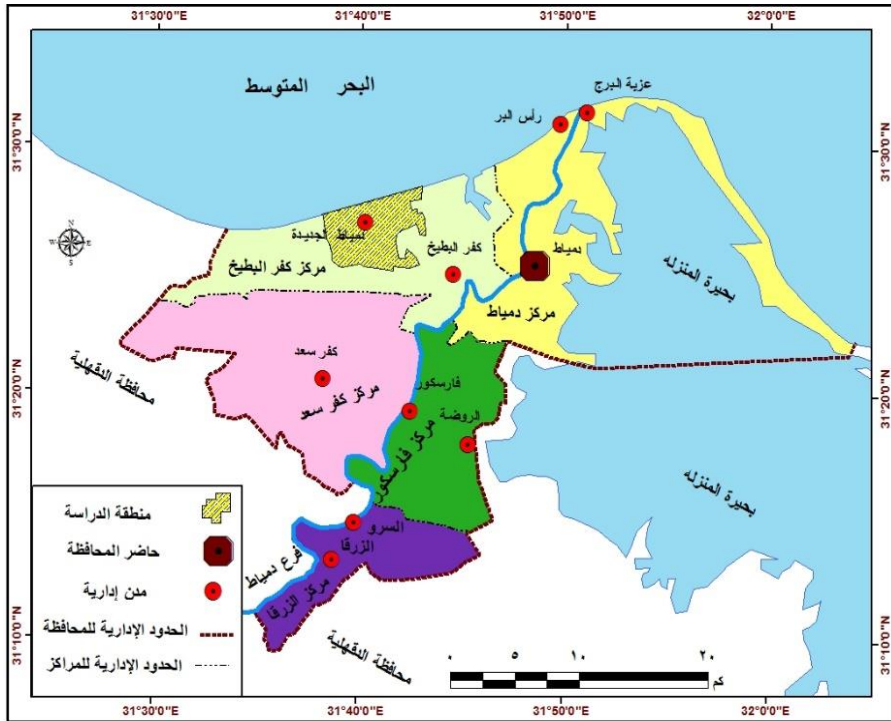 31°30'0"E
31°40'0"E
31°50'0"E
32°0'0"E
البحر المتوسط
عزبة البرج
رأس البر
31°30'0"N
31°30'0"N
دمياط الجديدة
كفر البطيخ
دمياط
مركز كفر البطيخ
بحيرة المنزله
مركز دمياط
31°20'0"N
31°20'0"N
محافظة الدقهلية
كفر سعد
مركز كفر سعد
فارسكور
الروضة
مركز فارسكور
بحيرة المنزله
السرو
الزرقا
فرع دمياط
مركز الزرقا
31°10'0"N
31°10'0"N
محافظة الدقهلية
N
W
E
S
منطقة الدراسة
حاضر المحافظة
مدن إدارية
الحدود الإدارية للمحافظة
الحدود الإدارية للمراكز
٠ ٥ ١٠ ٢٠
كم
31°30'0"E
31°40'0"E
31°50'0"E
32°0'0"E